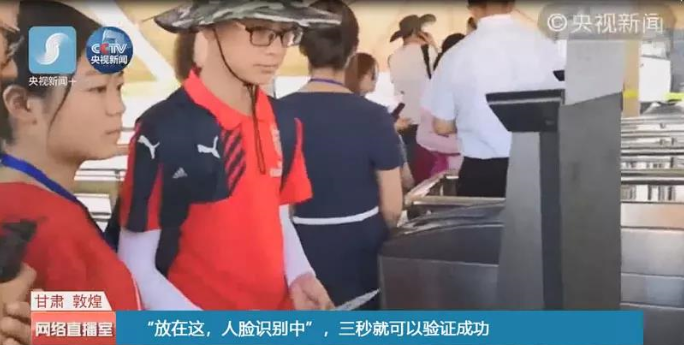 央视新闻+
CCTV
央视新闻
©央视新闻
甘肃 敦煌
网络直播室
“放在这，人脸识别中”，三秒就可以验证成功